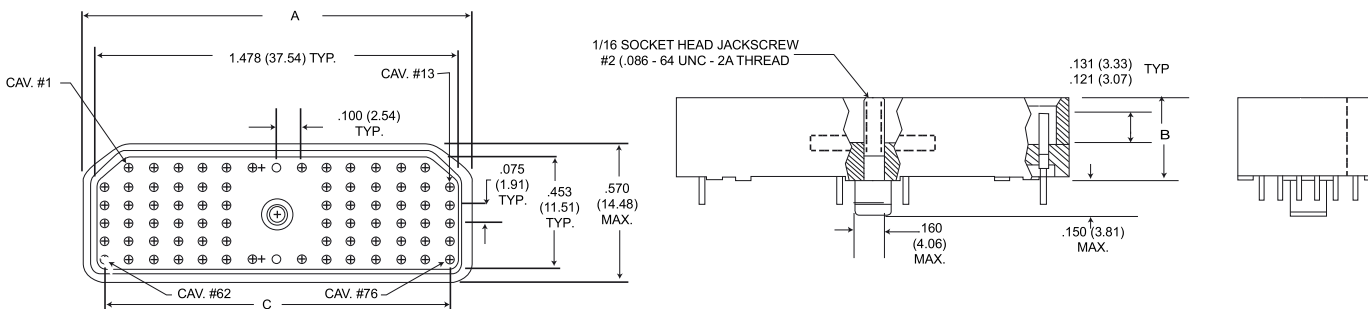 A
1.478 (37.54) TYP.
CAV. #1
CAV. #13
.100 (2.54)
TYP.
.075
(1.91)
TYP.
.453
(11.51)
TYP.
.570
(14.48)
MAX.
CAV. #62
CAV. #76
C
1/16 SOCKET HEAD JACKSCREW
#2 (.086 - 64 UNC - 2A THREAD
.131 (3.33)
.121 (3.07)
TYP
B
.160
(4.06)
MAX.
.150 (3.81)
MAX.